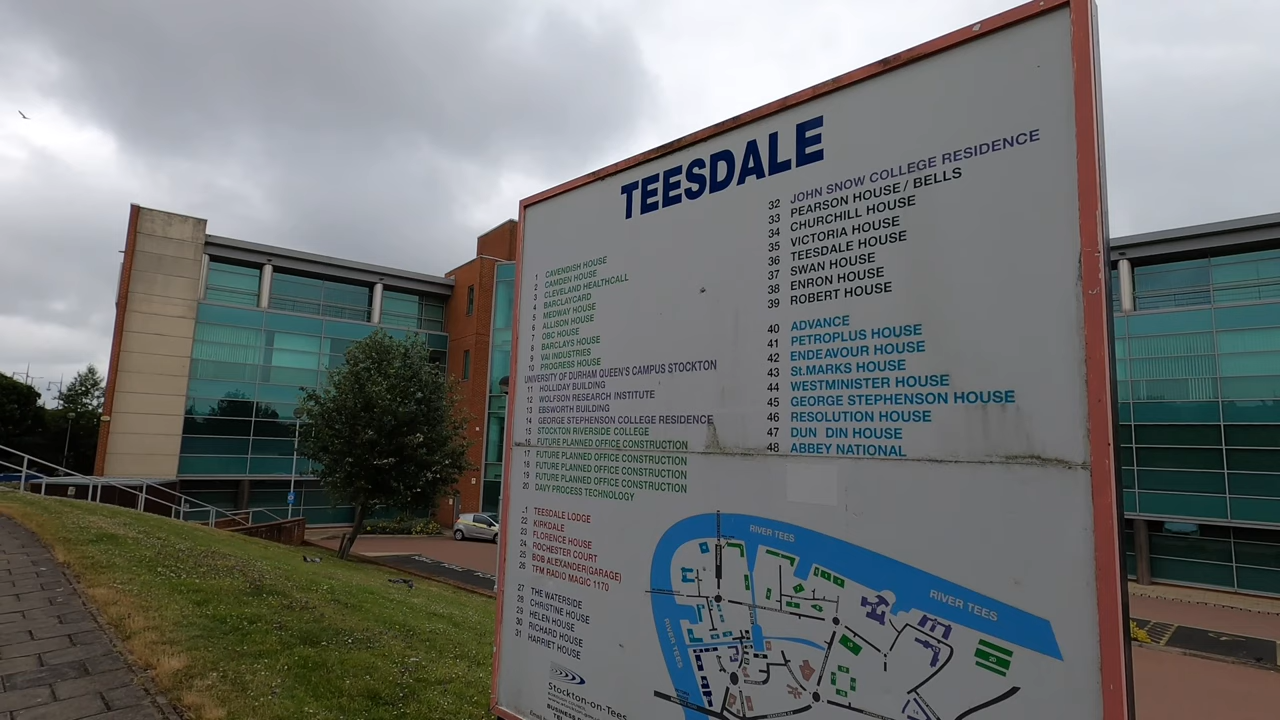 TEESDALE
1 CAVENDISH HOUSE
2 CAMDEN HOUSE
3 CLEVELAND HEALTHCALL
4 BARCLAYCARD
5 MEDWAY HOUSE
6 ALLISON HOUSE
7 OBC HOUSE
8 BARCLAYS HOUSE
9 VAI INDUSTRIES
10 PROGRESS HOUSE
UNIVERSITY OF DURHAM QUEEN'S CAMPUS STOCKTON
11 HOLLIDAY BUILDING
12 WOLFSON RESEARCH INSTITUTE
13 EBSWORTH BUILDING
14 GEORGE STEPHENSON COLLEGE RESIDENCE
15 STOCKTON RIVERSIDE COLLEGE
16 FUTURE PLANNED OFFICE CONSTRUCTION
17 FUTURE PLANNED OFFICE CONSTRUCTION
18 FUTURE PLANNED OFFICE CONSTRUCTION
19 FUTURE PLANNED OFFICE CONSTRUCTION
20 DAVY PROCESS TECHNOLOGY
1 TEESDALE LODGE
22 KIRKDALE
23 FLORENCE HOUSE
24 ROCHESTER COURT
25 BOB ALEXANDER(GARAGE)
26 TFM RADIO MAGIC 1170
27 THE WATERSIDE
28 CHRISTINE HOUSE
29 HELEN HOUSE
30 RICHARD HOUSE
31 HARRIET HOUSE
Stockton-on-Tees
BOROUGH COUNCIL
32 JOHN SNOW COLLEGE RESIDENCE
33 PEARSON HOUSE / BELLS
34 CHURCHILL HOUSE
35 VICTORIA HOUSE
36 TEESDALE HOUSE
37 SWAN HOUSE
38 ENRON HOUSE
39 ROBERT HOUSE
40 ADVANCE
41 PETROPLUS HOUSE
42 ENDEAVOUR HOUSE
43 St.MARKS HOUSE
44 WESTMINISTER HOUSE
45 GEORGE STEPHENSON HOUSE
46 RESOLUTION HOUSE
47 DUN DIN HOUSE
48 ABBEY NATIONAL
RIVER TEES
RIVER TEES
RIVER TEES